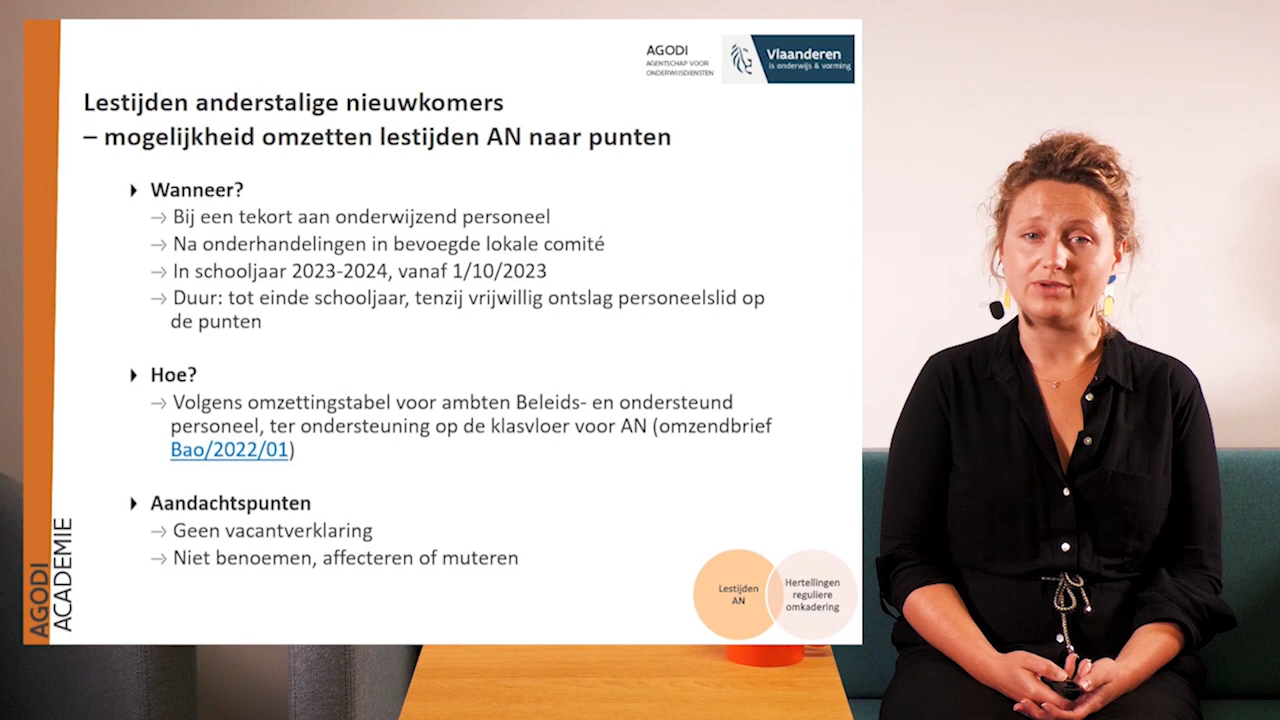 AGODI
AGENTSCHAP VOOR
ONDERWIJSDIENSTEN
Vlaanderen
is onderwijs & vorming
Lestijden anderstalige nieuwkomers
– mogelijkheid omzetten lestijden AN naar punten
Wanneer?
→ Bij een tekort aan onderwijzend personeel
→ Na onderhandelingen in bevoegde lokale comité
→ In schooljaar 2023-2024, vanaf 1/10/2023
→ Duur: tot einde schooljaar, tenzij vrijwillig ontslag personeelslid op
de punten
Hoe?
→ Volgens omzettingstabel voor ambten Beleids- en ondersteund
personeel, ter ondersteuning op de klasvloer voor AN (omzendbrief
Bao/2022/01)
Aandachtspunten
→ Geen vacantverklaring
→ Niet benoemen, affecteren of muteren
Lestijden
AN
Hertellingen
reguliere
omkadering
AGODI
ACADEMIE